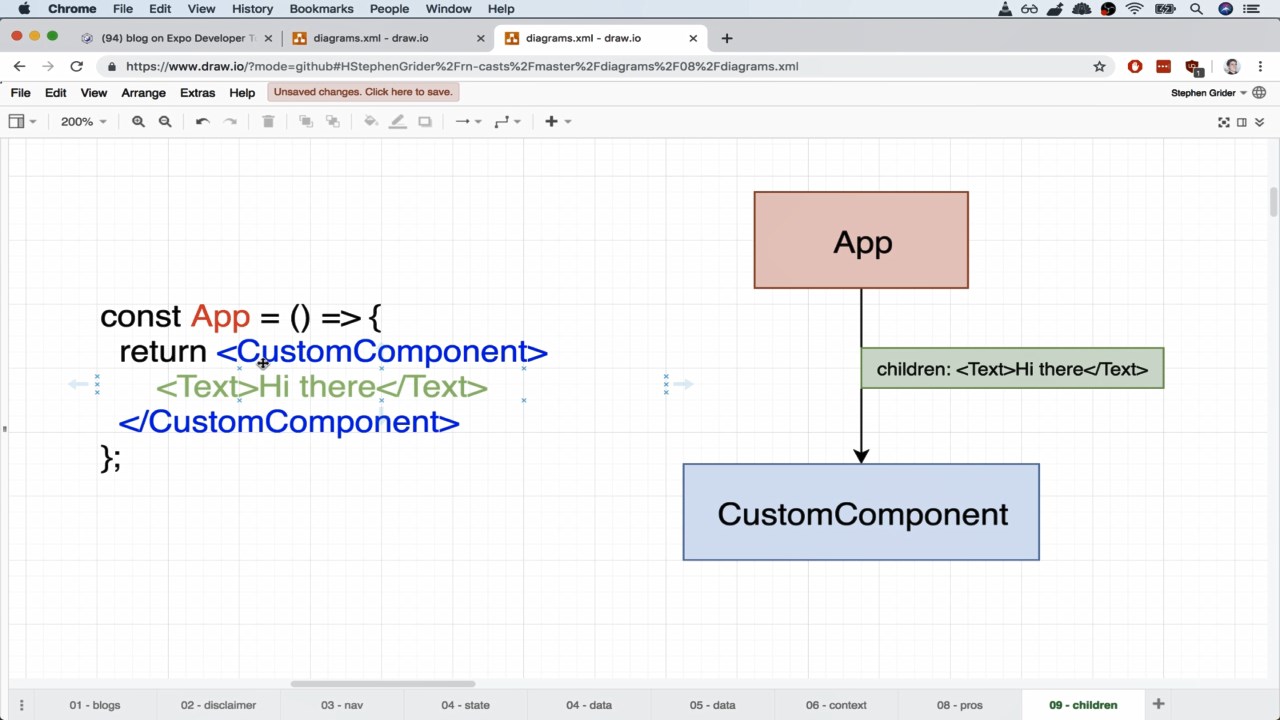 Chrome File Edit View History Bookmarks People Window Help
(94) blog on Expo Developer T
diagrams.xml - draw.io
diagrams.xml - draw.io
https://www.draw.io/?mode=github#HStephenGrider%2Frn-casts%2Fmaster%2Fdiagrams%2F08%2Fdiagrams.xml
File Edit View Arrange Extras Help Unsaved changes. Click here to save. Stephen Grider
200%
App
const App = () => {
return <CustomComponent>
<Text>Hi there</Text>
</CustomComponent>
};
children: <Text>Hi there</Text>
CustomComponent
01 - blogs 02 - disclaimer 03 - nav 04 - state 04 - data 05 - data 06 - context 08 - pros 09 - children